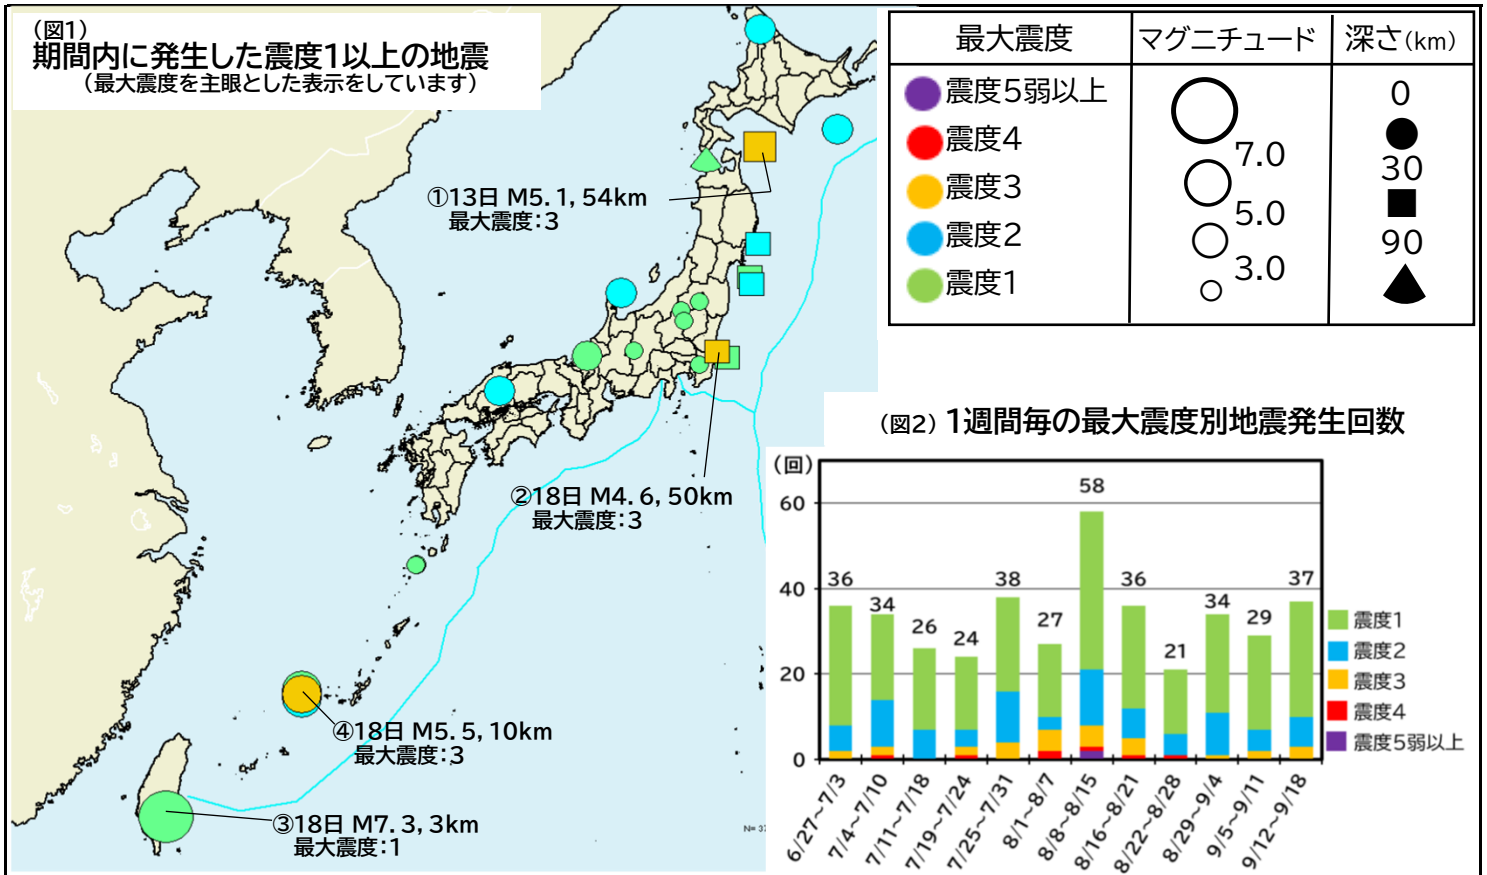 (図1)
期間内に発生した震度1以上の地震
(最大震度を主眼とした表示をしています)
①13日 M5.1, 54km
最大震度:3
②18日 M4.6, 50km
最大震度:3
④18日 M5.5, 10km
最大震度:3
③18日 M7.3, 3km
最大震度:1
最大震度
マグニチュード
深さ(km)
震度5弱以上
震度4
震度3
震度2
震度1
7.0
5.0
3.0
0
30
90
(図2) 1週間毎の最大震度別地震発生回数
(回)
60
40
20
0
36
34
26
24
38
27
58
36
21
34
29
37
6/27~7/3
7/4~7/10
7/11~7/18
7/19~7/24
7/25~7/31
8/1~8/7
8/8~8/15
8/16~8/21
8/22~8/28
8/29~9/4
9/5~9/11
9/12~9/18
震度1
震度2
震度3
震度4
震度5弱以上